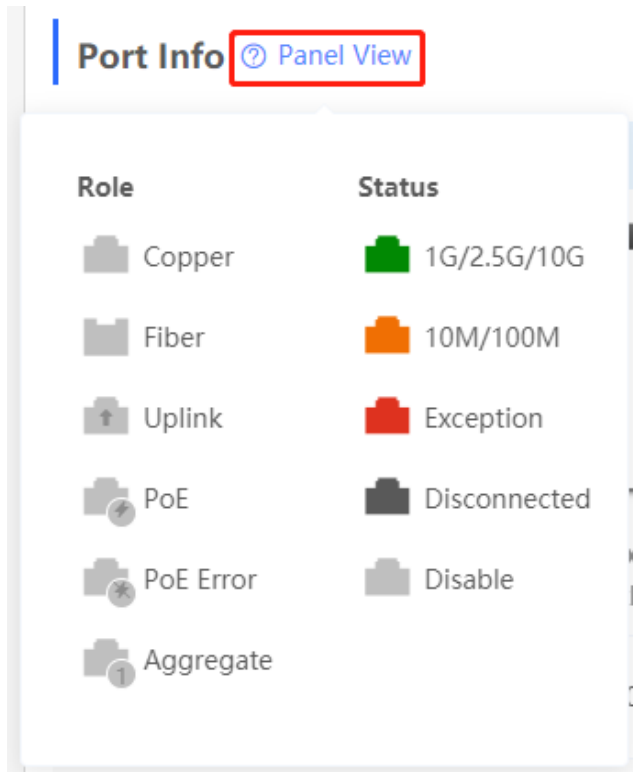 Port Info Panel View
Role Status
Copper 1G/2.5G/10G
Fiber 10M/100M
Uplink Exception
PoE Disconnected
PoE Error Disable
1 Aggregate